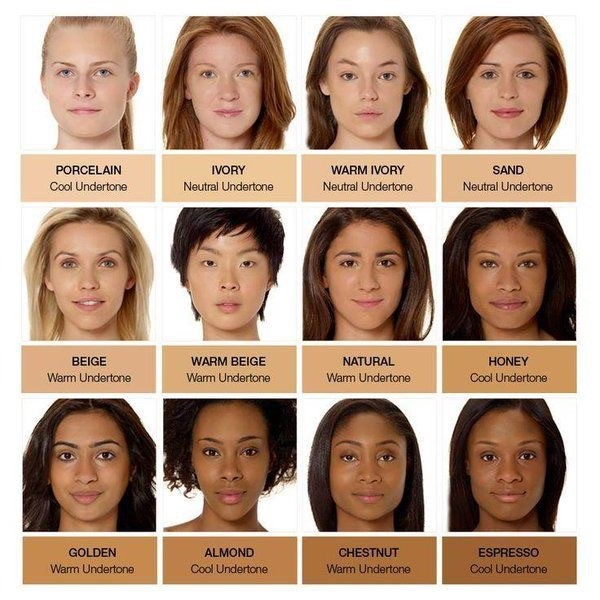 PORCELAIN
Cool Undertone
IVORY
Neutral Undertone
WARM IVORY
Neutral Undertone
SAND
Neutral Undertone
BEIGE
Warm Undertone
WARM BEIGE
Warm Undertone
NATURAL
Warm Undertone
HONEY
Cool Undertone
GOLDEN
Warm Undertone
ALMOND
Cool Undertone
CHESTNUT
Warm Undertone
ESPRESSO
Cool Undertone